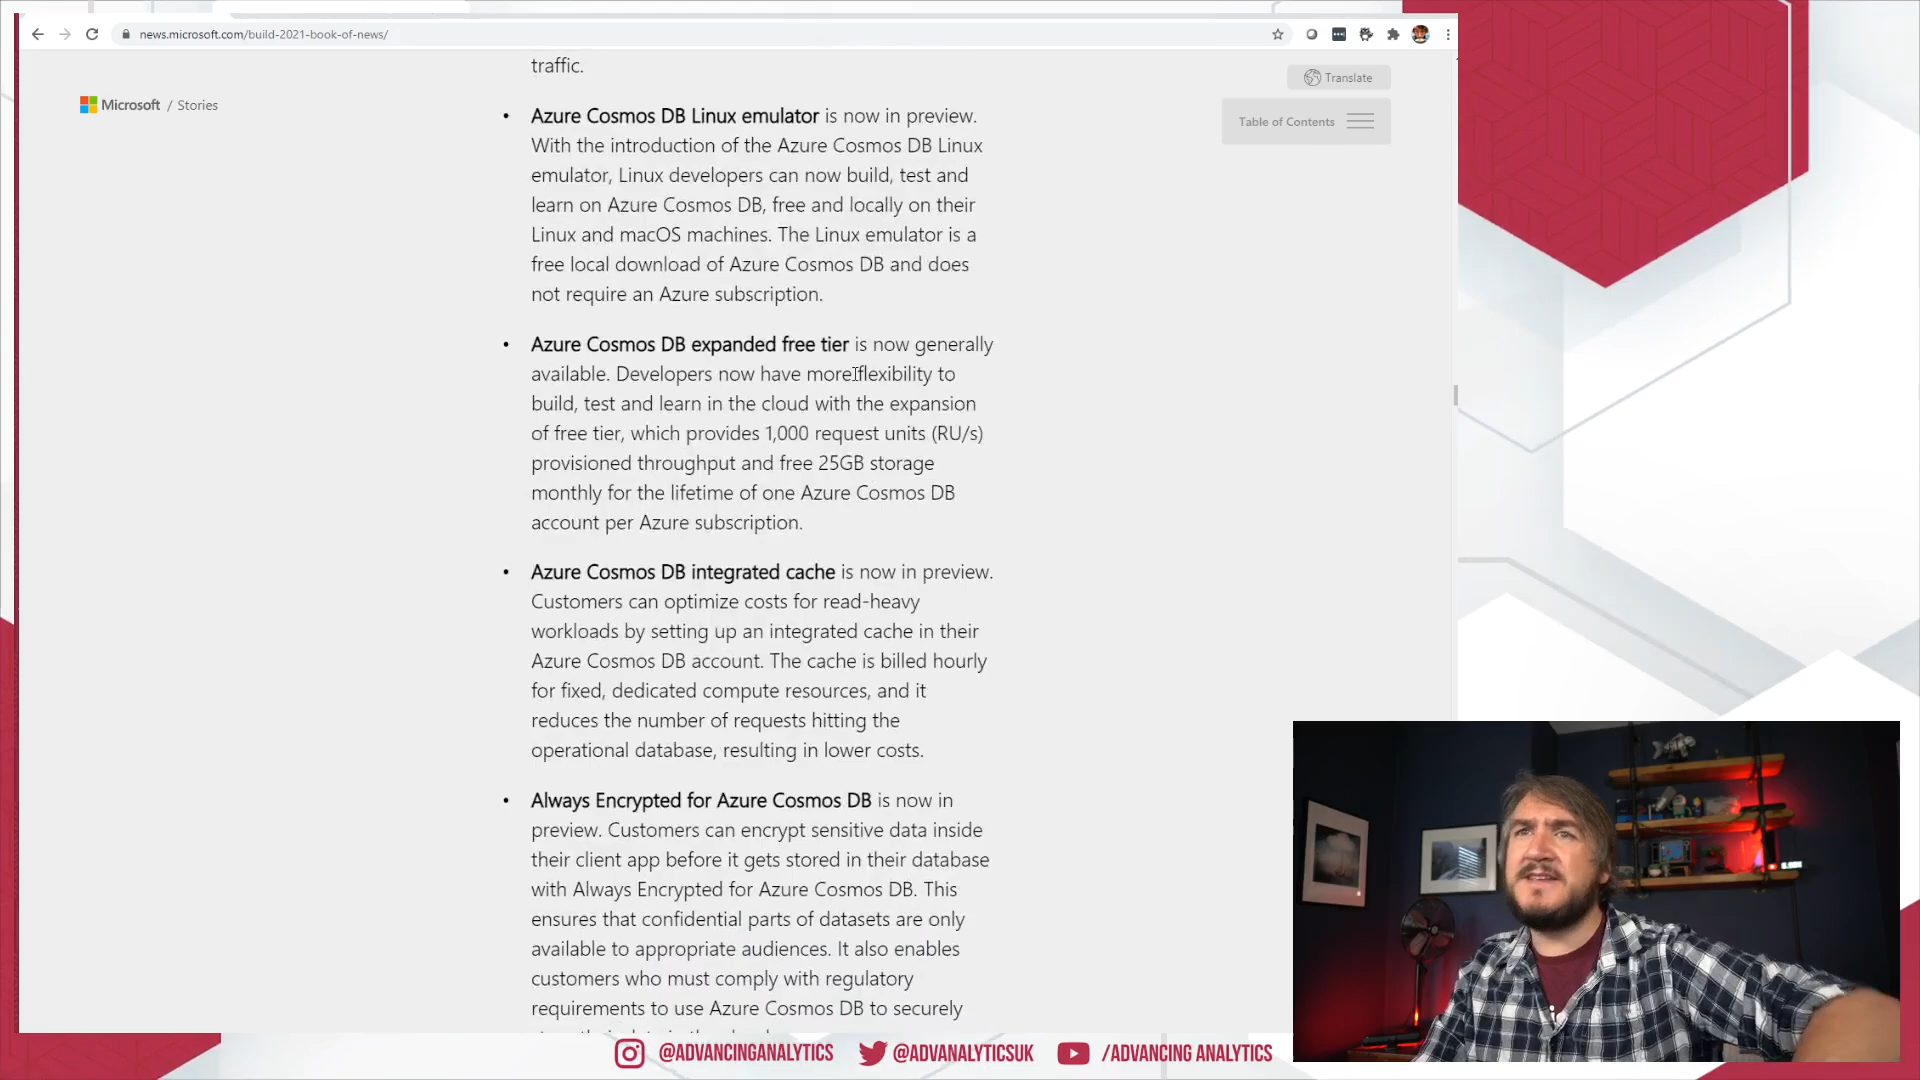 news.microsoft.com/build-2021-book-of-news/
Microsoft / Stories
Translate
Table of Contents
traffic.
• Azure Cosmos DB Linux emulator is now in preview.
With the introduction of the Azure Cosmos DB Linux
emulator, Linux developers can now build, test and
learn on Azure Cosmos DB, free and locally on their
Linux and macOS machines. The Linux emulator is a
free local download of Azure Cosmos DB and does
not require an Azure subscription.
• Azure Cosmos DB expanded free tier is now generally
available. Developers now have more flexibility to
build, test and learn in the cloud with the expansion
of free tier, which provides 1,000 request units (RU/s)
provisioned throughput and free 25GB storage
monthly for the lifetime of one Azure Cosmos DB
account per Azure subscription.
• Azure Cosmos DB integrated cache is now in preview.
Customers can optimize costs for read-heavy
workloads by setting up an integrated cache in their
Azure Cosmos DB account. The cache is billed hourly
for fixed, dedicated compute resources, and it
reduces the number of requests hitting the
operational database, resulting in lower costs.
• Always Encrypted for Azure Cosmos DB is now in
preview. Customers can encrypt sensitive data inside
their client app before it gets stored in their database
with Always Encrypted for Azure Cosmos DB. This
ensures that confidential parts of datasets are only
available to appropriate audiences. It also enables
customers who must comply with regulatory
requirements to use Azure Cosmos DB to securely
@ADVANCINGANALYTICS @ADVANALYTICSUK /ADVANCING ANALYTICS